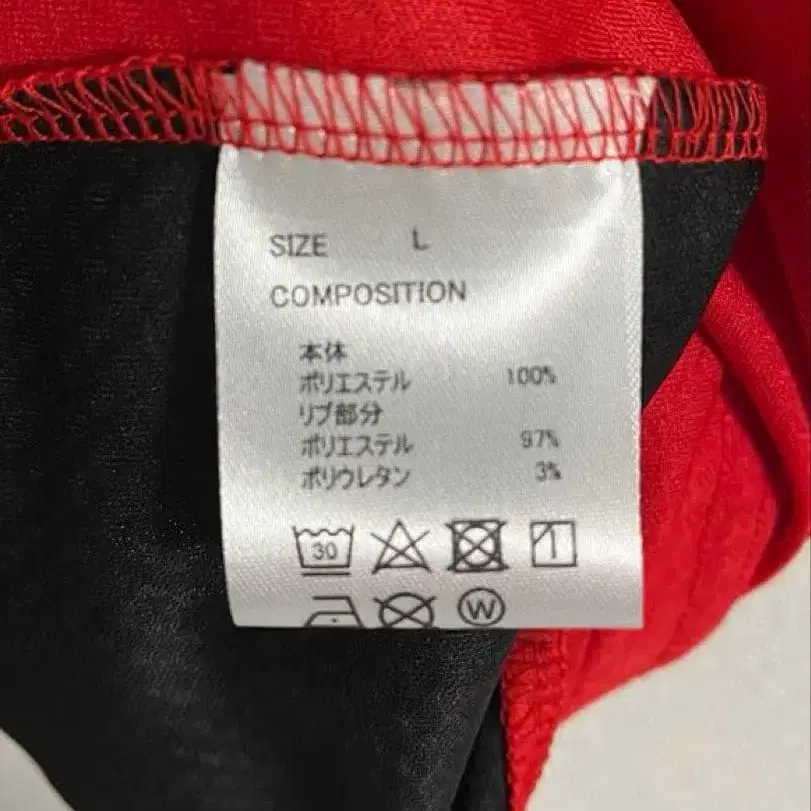 SIZE L
COMPOSITION
本体
ポリエステル 100%
リブ部分
ポリエステル 97%
ポリウレタン 3%
30
W